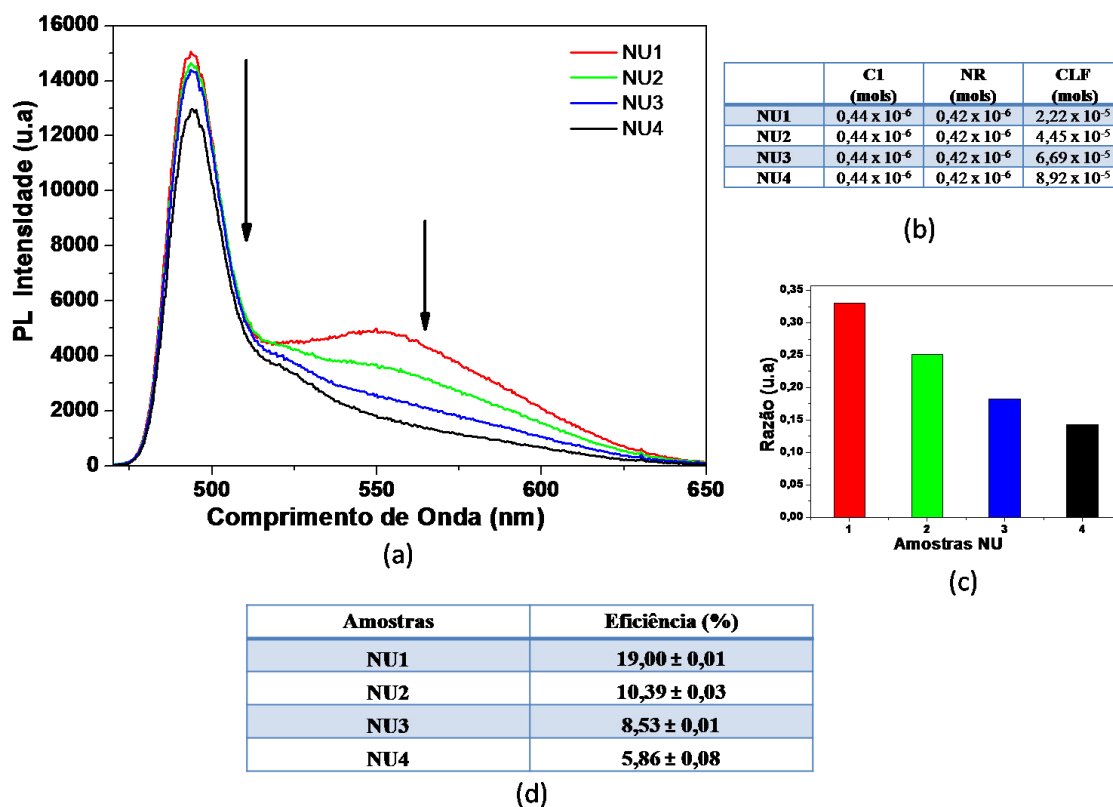 16000
14000
12000
10000
8000
6000
4000
2000
0
PL Intensidade (u.a)
NU1
NU2
NU3
NU4
500 550 600 650
Comprimento de Onda (nm)
(a)
C1 (mols) NR (mols) CLF (mols)
NU1 0,44 x 10⁻⁶ 0,42 x 10⁻⁶ 2,22 x 10⁻⁵
NU2 0,44 x 10⁻⁶ 0,42 x 10⁻⁶ 4,45 x 10⁻⁵
NU3 0,44 x 10⁻⁶ 0,42 x 10⁻⁶ 6,69 x 10⁻⁵
NU4 0,44 x 10⁻⁶ 0,42 x 10⁻⁶ 8,92 x 10⁻⁵
(b)
0,35
0,30
0,25
0,20
0,15
0,10
0,05
0,00
Razão (u.a)
1 2 3 4
Amostras NU
(c)
Amostras Eficiência (%)
NU1 19,00 ± 0,01
NU2 10,39 ± 0,03
NU3 8,53 ± 0,01
NU4 5,86 ± 0,08
(d)